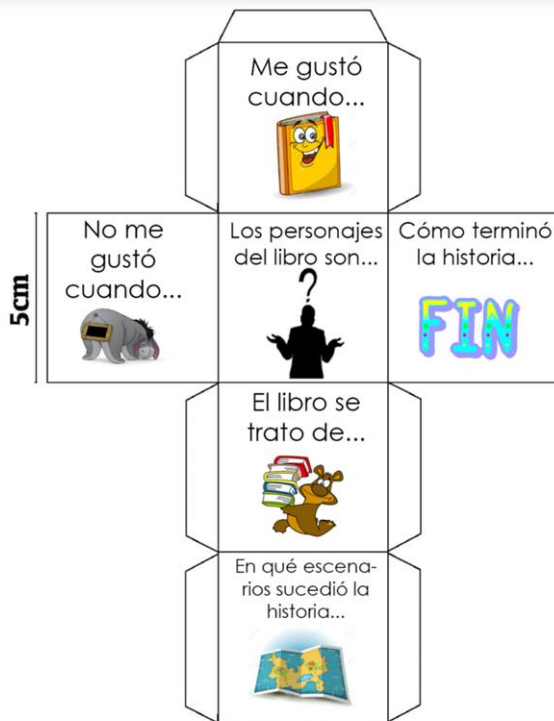 Me gustó
cuando...
No me
gustó
cuando...
Los personajes
del libro son...
?
Cómo terminó
la historia...
FIN
5cm
El libro se
trato de...
En qué escena-
rios sucedió la
historia...